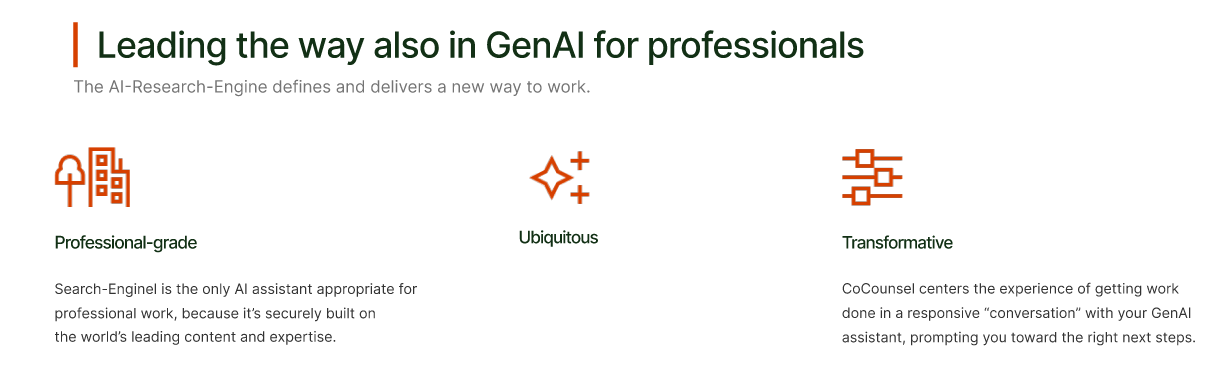 Leading the way also in GenAI for professionals
The AI-Research-Engine defines and delivers a new way to work.
Professional-grade
Search-Enginel is the only AI assistant appropriate for
professional work, because it’s securely built on
the world’s leading content and expertise.
Ubiquitous
Transformative
CoCounsel centers the experience of getting work
done in a responsive “conversation” with your GenAI
assistant, prompting you toward the right next steps.